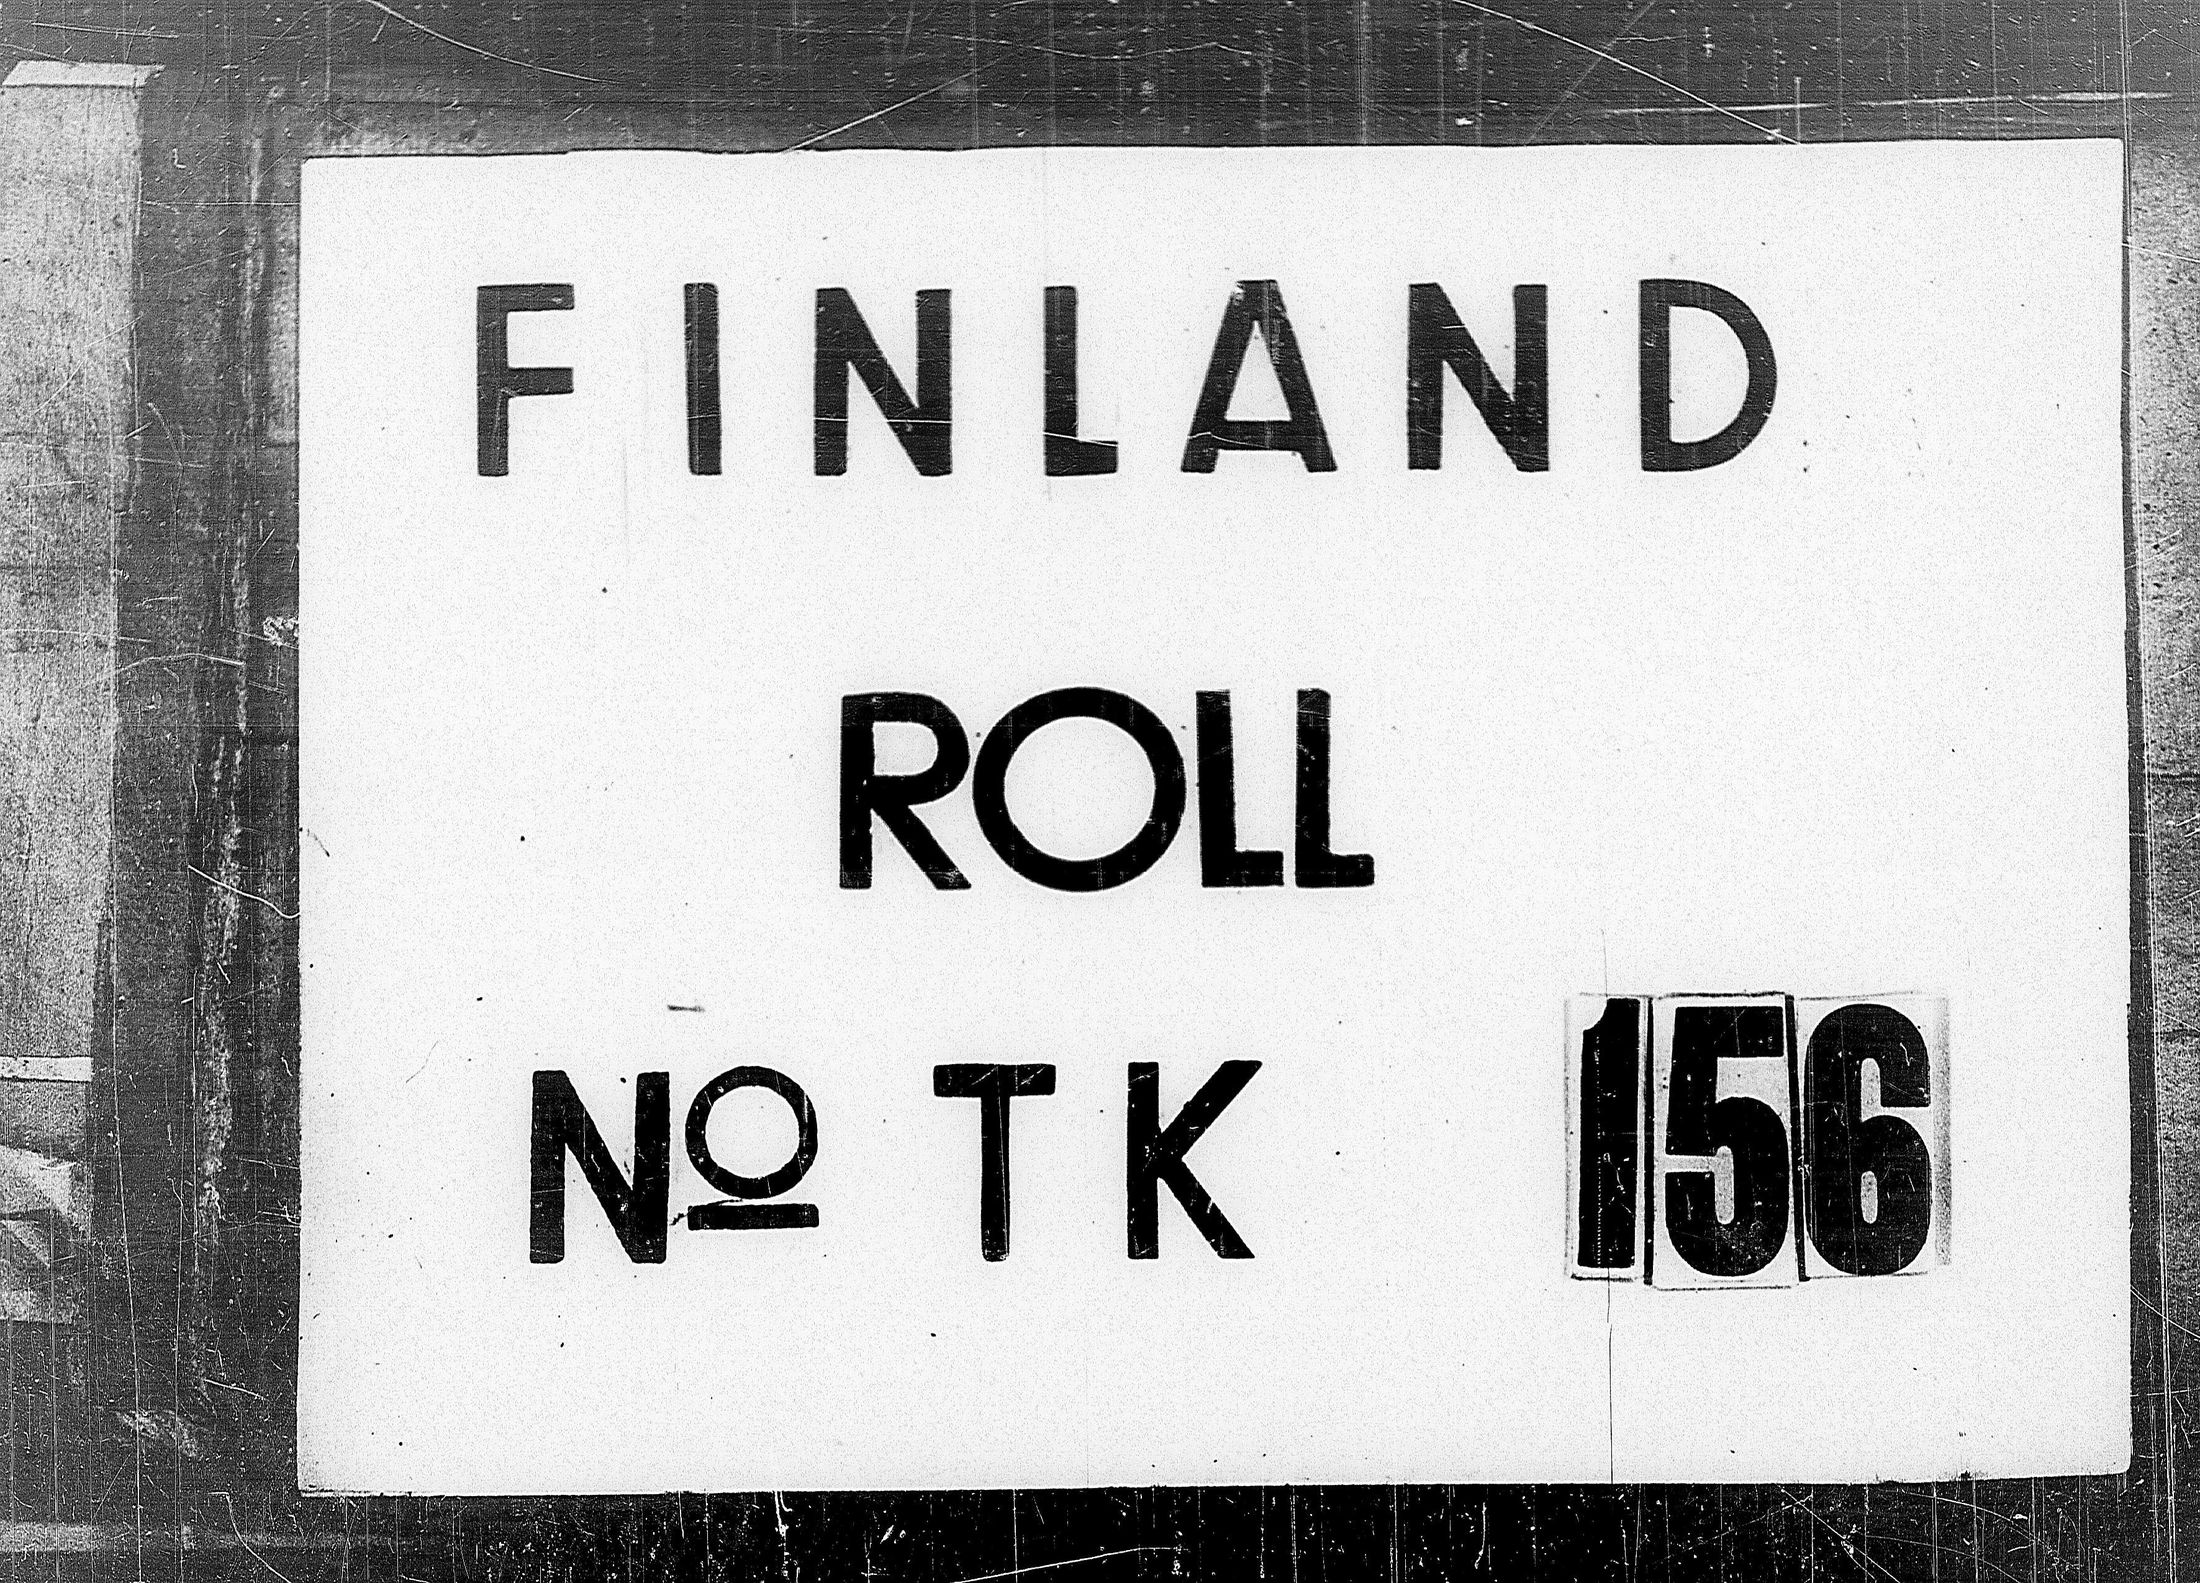 FINLAND
ROLL
Nº TK 156